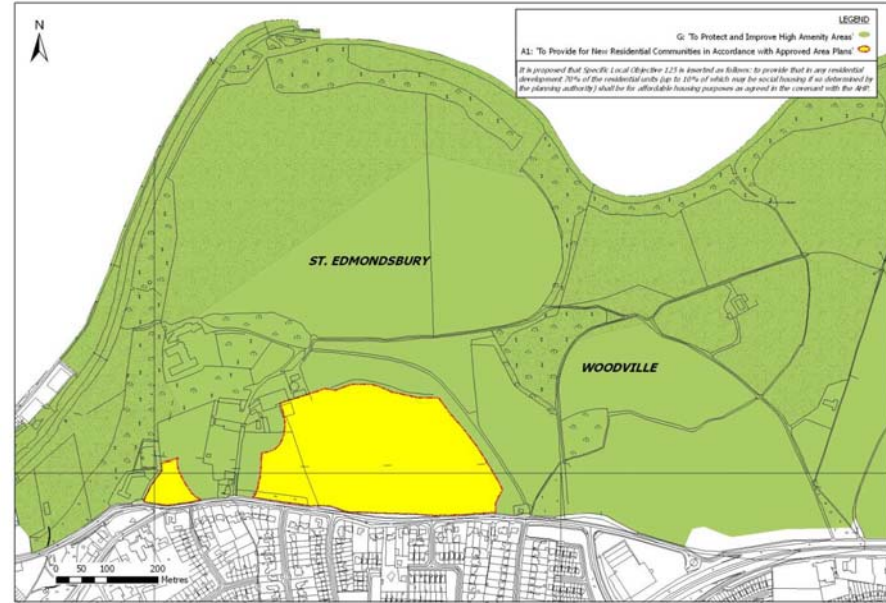 N
LEGEND
G: 'To Protect and Improve High Amenity Areas'
A1: 'To Provide for New Residential Communities in Accordance with Approved Area Plans'
It is proposed that Specific Local Objective 123 is inserted as follows: to provide that in any residential
development 70% of the residential units (up to 10% of which may be social housing if so determined by
the planning authority) shall be for affordable housing purposes as agreed in the covenant with the AHP.
ST. EDMONDSBURY
WOODVILLE
0 50 100 200
Metres